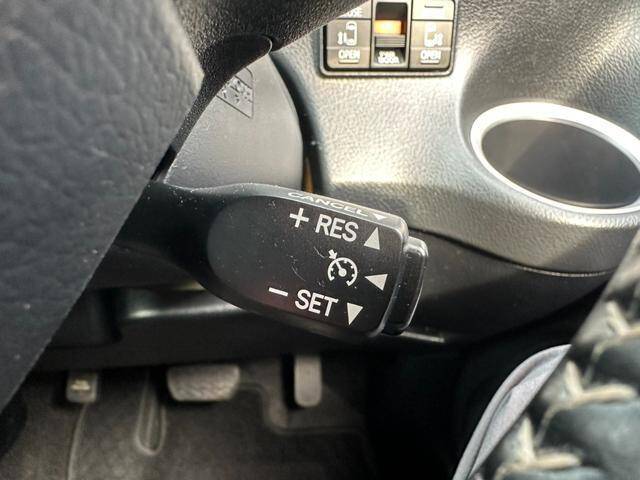 OPEN
OPEN
CANCEL
+ RES
- SET